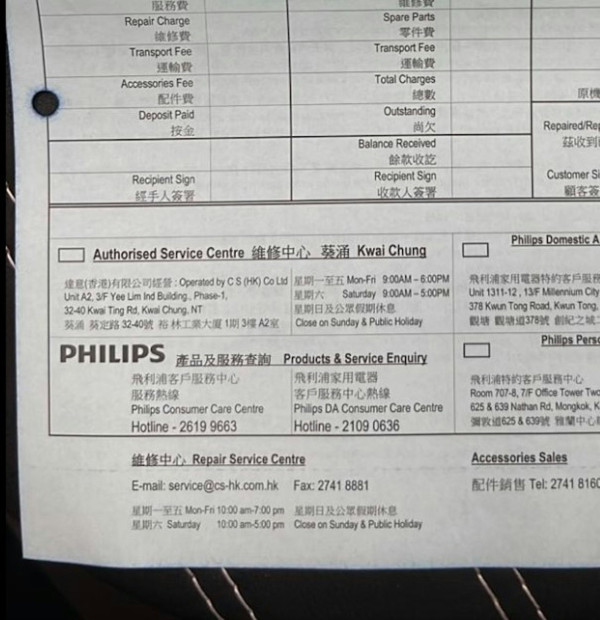 服務費 維修費
Repair Charge Spare Parts
維修費 零件費
Transport Fee Transport Fee
運輸費 運輸費
Accessories Fee Total Charges
配件費 總數 原機
Deposit Paid Outstanding
按金 尚欠 Repaired/Rep
Balance Received 茲收到
餘款收訖
Recipient Sign Recipient Sign Customer Si
經手人簽署 收款人簽署 顧客簽
Authorised Service Centre 維修中心 葵涌 Kwai Chung
達意(香港)有限公司經營 : Operated by C S (HK) Co Ltd
Unit A2, 3/F Yee Lim Ind Building., Phase-1,
32-40 Kwai Ting Rd, Kwai Chung, NT
葵涌 葵定路 32-40號 裕林工業大廈 1期 3樓 A2室
星期一至五 Mon-Fri 9:00AM – 6:00PM
星期六 Saturday 9:00AM – 5:00PM
星期日及公眾假期休息
Close on Sunday & Public Holiday
Philips Domestic A
飛利浦家用電器特約客戶服務
Unit 1311-12 , 13/F Millennium City
378 Kwun Tong Road, Kwun Tong,
觀塘 觀塘道378號 創紀之城
PHILIPS 產品及服務查詢 Products & Service Enquiry
飛利浦客戶服務中心
服務熱線
Philips Consumer Care Centre
Hotline - 2619 9663
飛利浦家用電器
客戶服務中心熱線
Philips DA Consumer Care Centre
Hotline - 2109 0636
Philips Perso
飛利浦特約客戶服務中心
Room 707-8, 7/F Office Tower Two
625 & 639 Nathan Rd, Mongkok, K
彌敦道625 & 639號 雅蘭中心
維修中心 Repair Service Centre
E-mail: service@cs-hk.com.hk Fax: 2741 8881
星期一至五 Mon-Fri 10:00 am-7:00 pm 星期日及公眾假期休息
星期六 Saturday 10:00 am-5:00 pm Close on Sunday & Public Holiday
Accessories Sales
配件銷售 Tel: 2741 8160